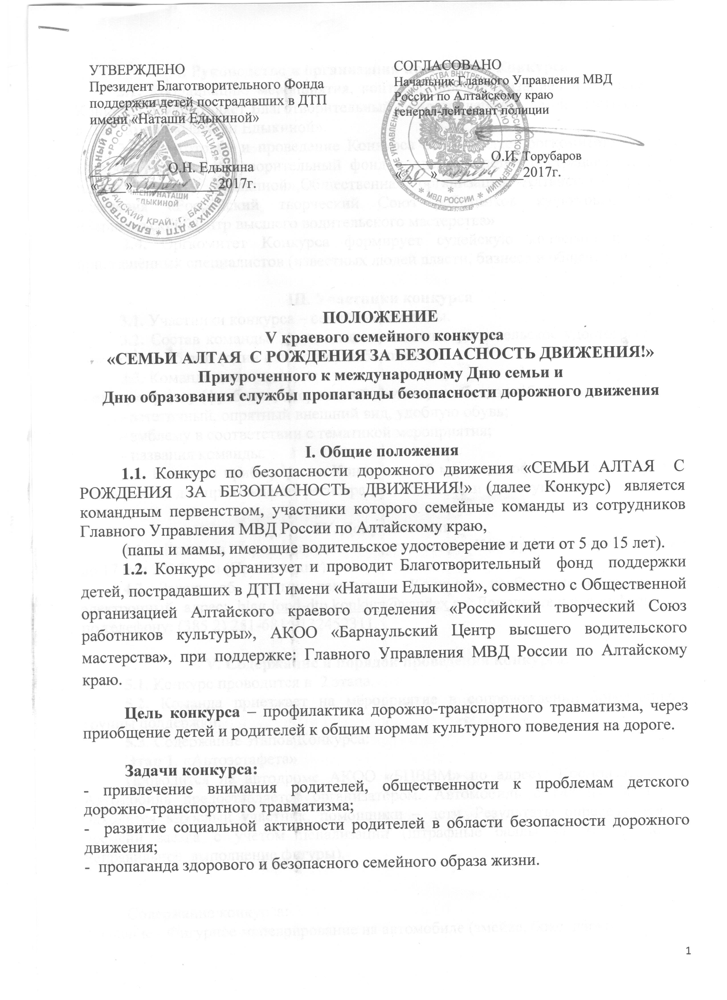 УТВЕРЖДЕНО
Президент Благотворительного Фонда
поддержки детей пострадавших в ДТП
имени «Наташи Едыкиной»
О.Н. Едыкина
«20» апреля 2017г.
СОГЛАСОВАНО
Начальник Главного Управления МВД
России по Алтайскому краю
генерал-лейтенант полиции
О.И. Торубаров
«20» апреля 2017г.
ИМЕНИ НАТАШИ
ЕДЫКИНОЙ
МВД РОССИИ
ПОЛОЖЕНИЕ
V краевого семейного конкурса
«СЕМЬИ АЛТАЯ С РОЖДЕНИЯ ЗА БЕЗОПАСНОСТЬ ДВИЖЕНИЯ!»
Приуроченного к международному Дню семьи и
Дню образования службы пропаганды безопасности дорожного движения
I. Общие положения
1.1. Конкурс по безопасности дорожного движения «СЕМЬИ АЛТАЯ С
РОЖДЕНИЯ ЗА БЕЗОПАСНОСТЬ ДВИЖЕНИЯ!» (далее Конкурс) является
командным первенством, участники которого семейные команды из сотрудников
Главного Управления МВД России по Алтайскому краю,
(папы и мамы, имеющие водительское удостоверение и дети от 5 до 15 лет).
1.2. Конкурс организует и проводит Благотворительный фонд поддержки
детей, пострадавших в ДТП имени «Наташи Едыкиной», совместно с Общественной
организацией Алтайского краевого отделения «Российский творческий Союз
работников культуры», АКОО «Барнаульский Центр высшего водительского
мастерства», при поддержке; Главного Управления МВД России по Алтайскому
краю.
Цель конкурса – профилактика дорожно-транспортного травматизма, через
приобщение детей и родителей к общим нормам культурного поведения на дороге.
Задачи конкурса:
- привлечение внимания родителей, общественности к проблемам детского
дорожно-транспортного травматизма;
- развитие социальной активности родителей в области безопасности дорожного
движения;
- пропаганда здорового и безопасного семейного образа жизни.
1